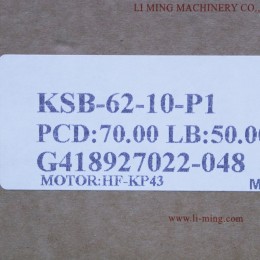 LI MING MACHINERY CO.,
KSB-62-10-P1
PCD:70.00 LB:50.00
G418927022-048
MOTOR:HF-KP43 M
www.li-ming.com